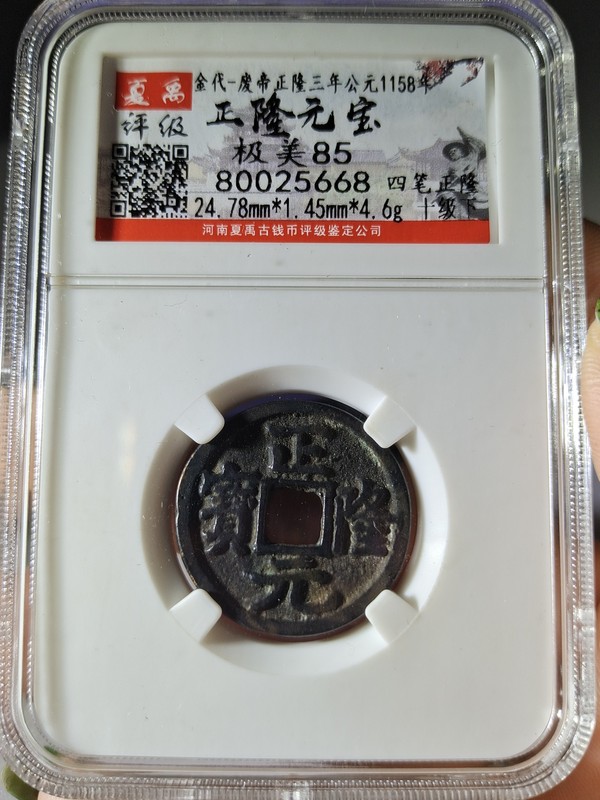 夏禹
评级
金代-废帝正隆三年公元1158年
正隆元宝
极美85
80025668 四笔正隆
24.78mm*1.45mm*4.6g 十级下
河南夏禹古钱币评级鉴定公司
正隆元寳